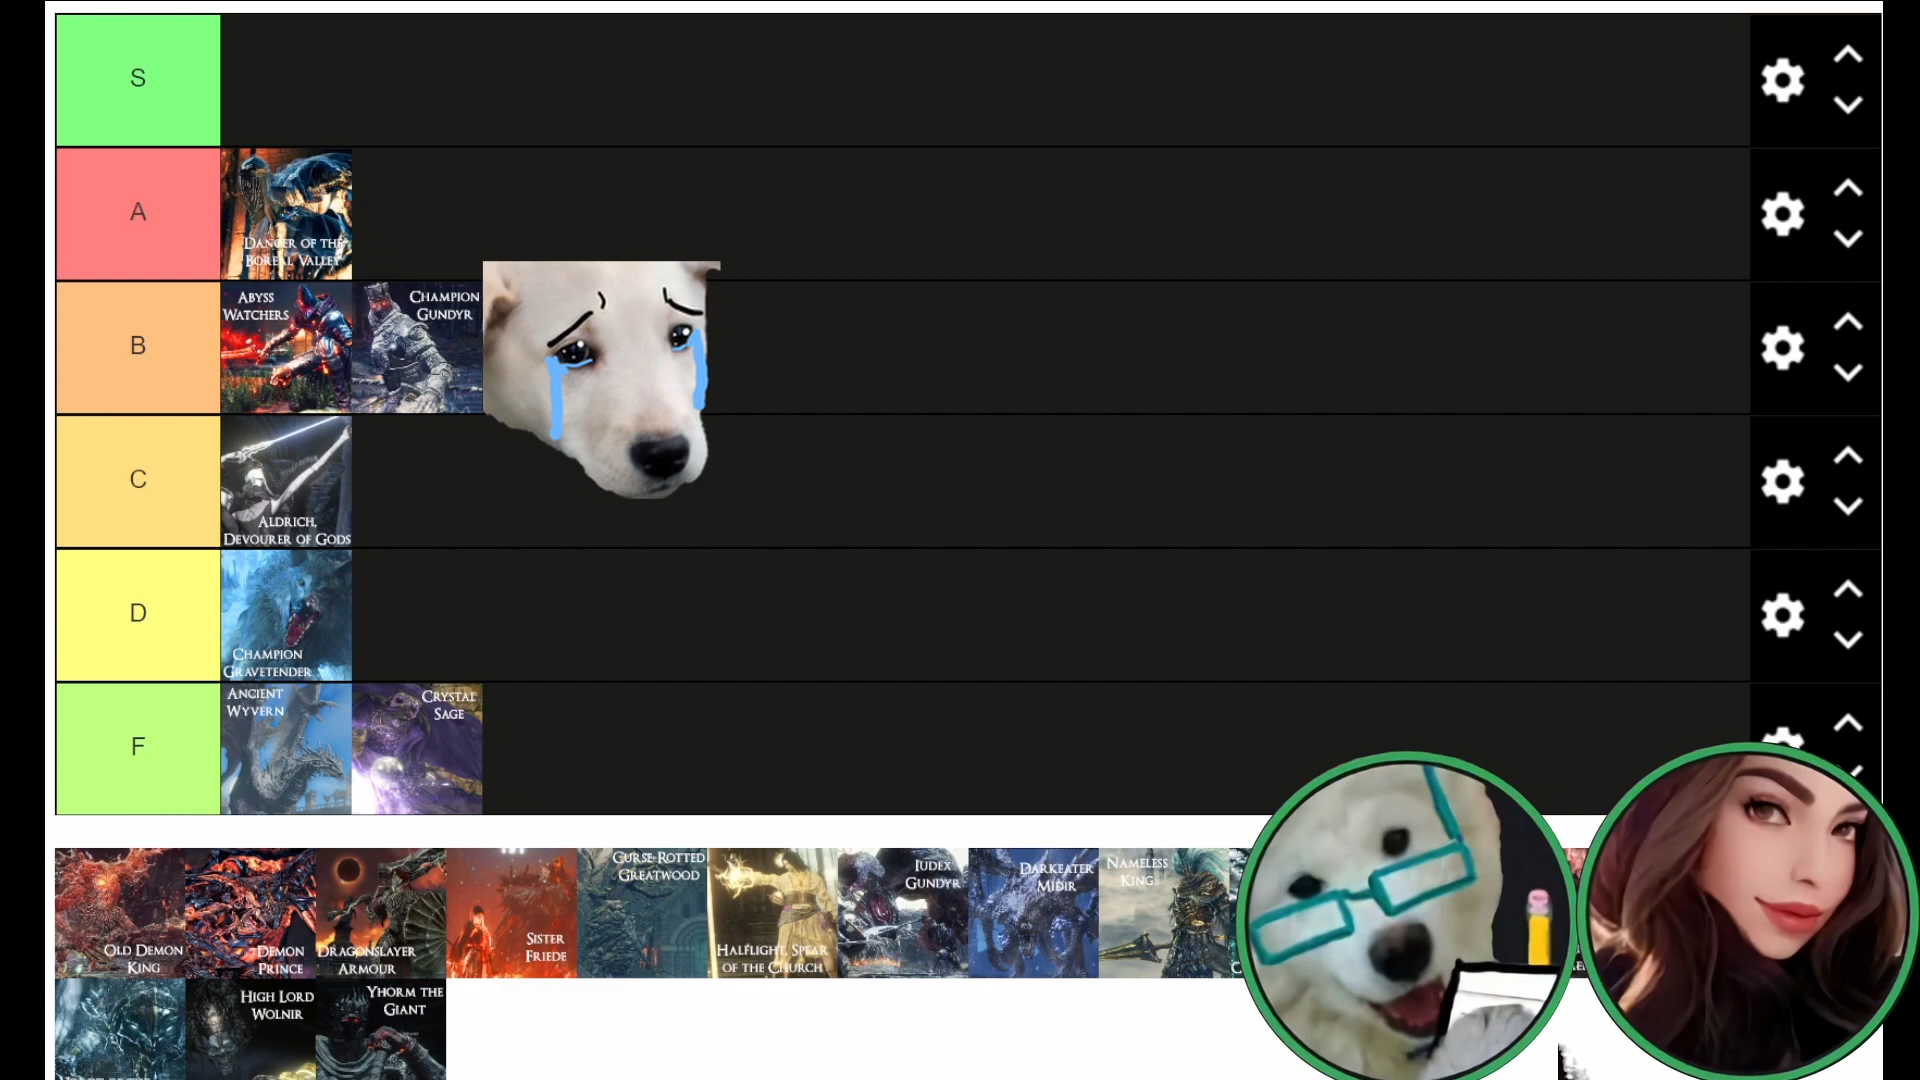 S
A
DANCER OF THE
BOREAL VALLEY
B
ABYSS
WATCHERS
CHAMPION
GUNDYR
C
ALDRICH,
DEVOURER OF GODS
D
CHAMPION
GRAVETENDER
F
ANCIENT
WYVERN
CRYSTAL
SAGE
OLD DEMON
KING
DEMON
PRINCE
DRAGONSLAYER
ARMOUR
SISTER
FRIEDE
CURSE-ROTTED
GREATWOOD
HALFLIGHT, SPEAR
OF THE CHURCH
IUDEX
GUNDYR
DARKEATER
MIDIR
NAMELESS
KING
HIGH LORD
WOLNIR
YHORM THE
GIANT